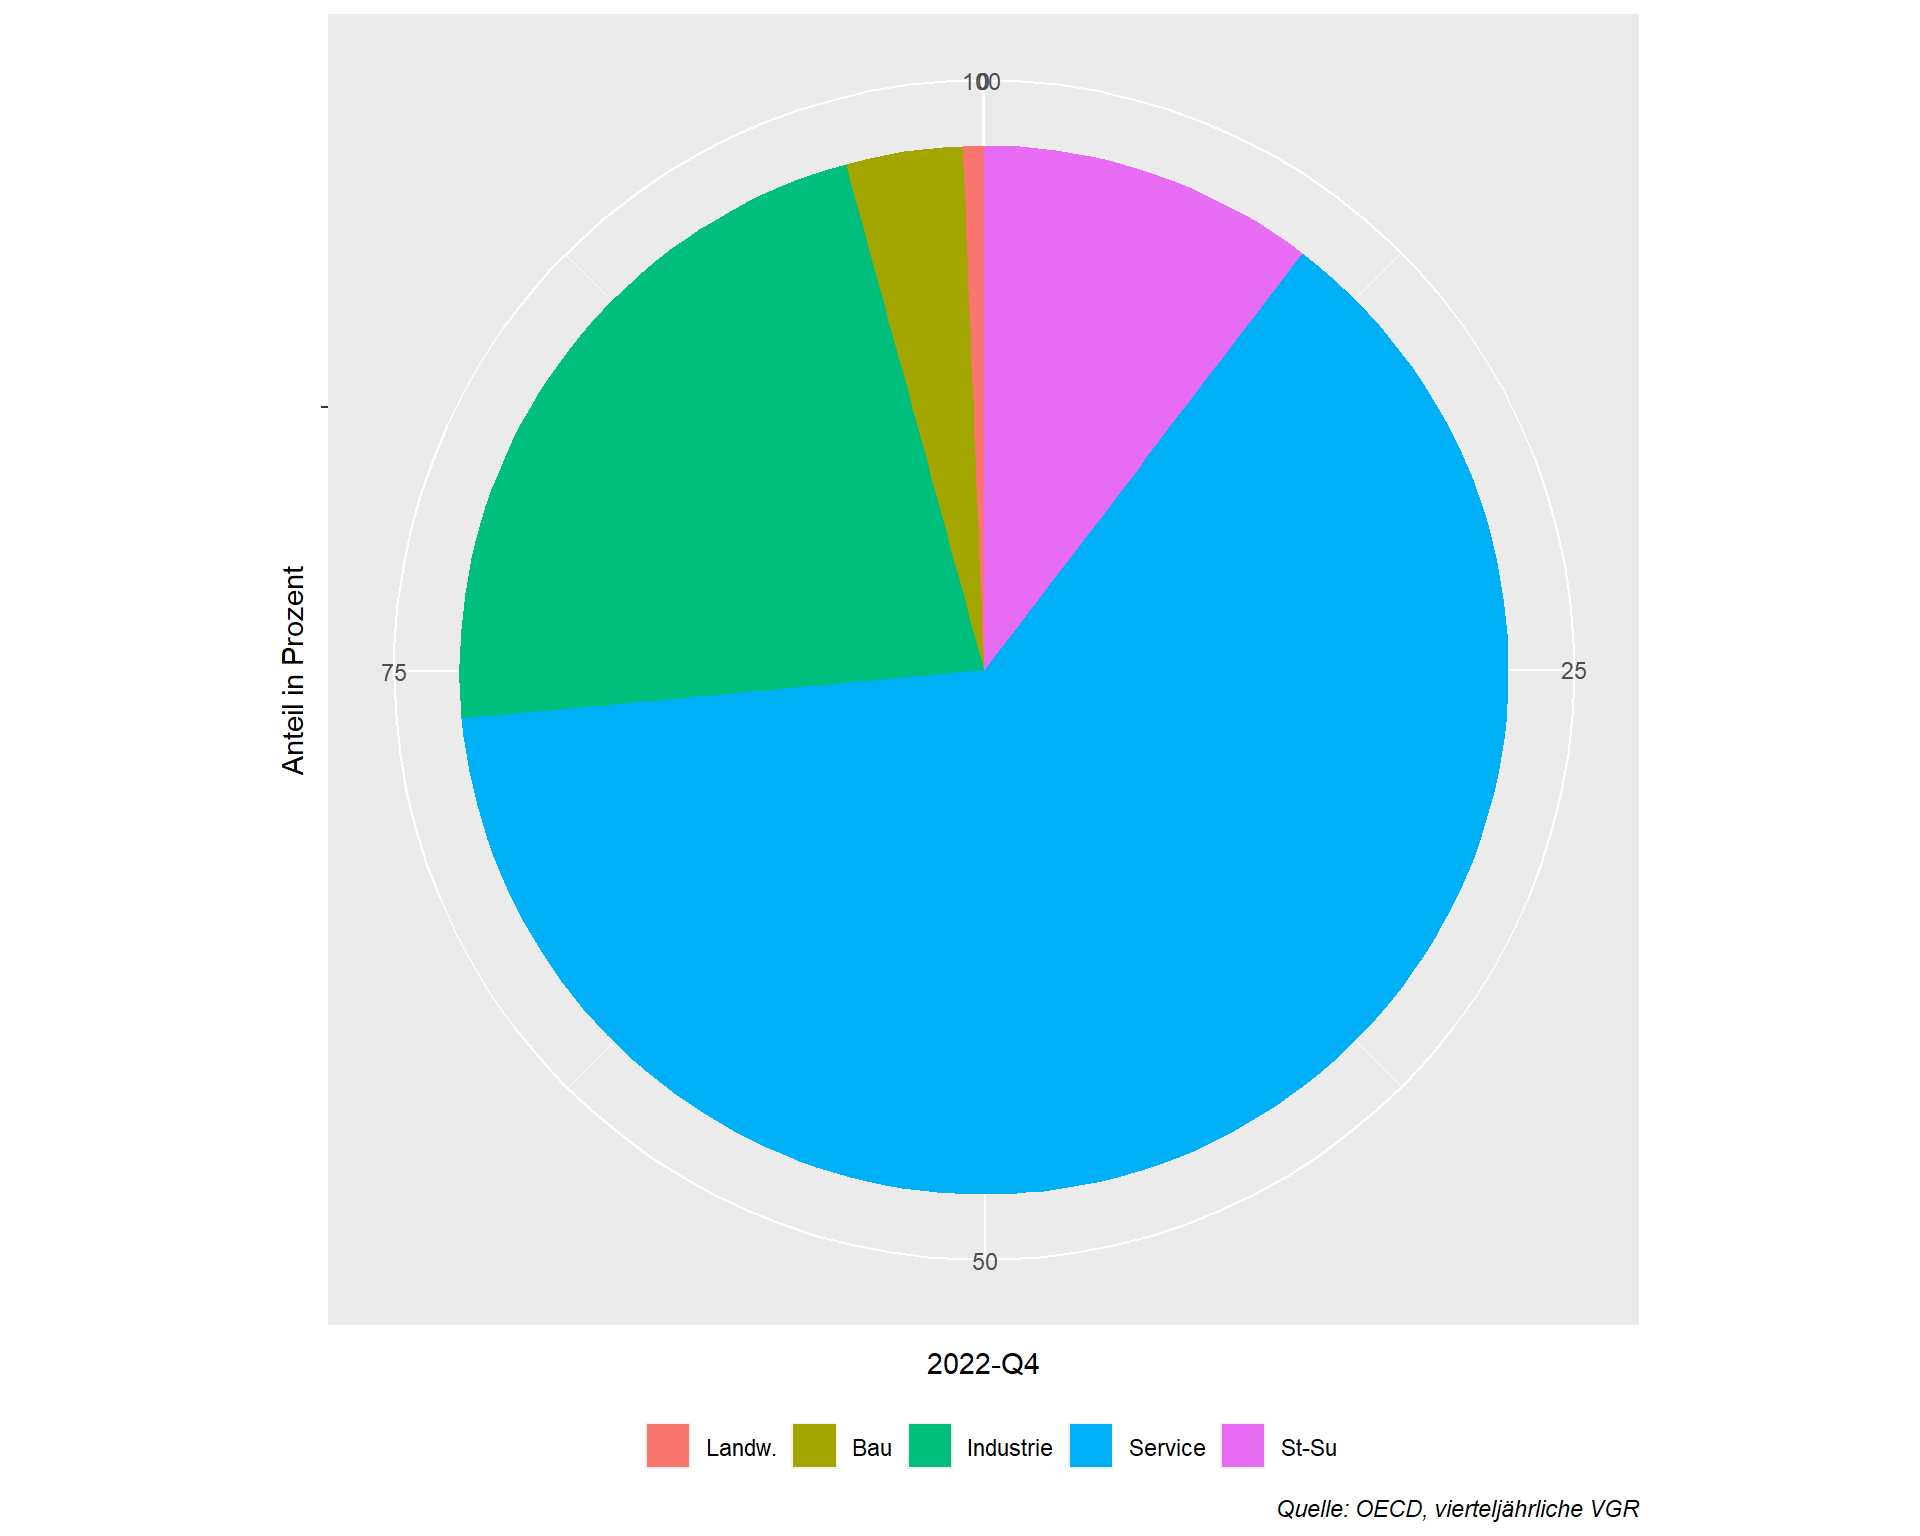 100
0
75
25
50
Anteil in Prozent
2022-Q4
Landw. Bau Industrie Service St-Su
Quelle: OECD, vierteljährliche VGR